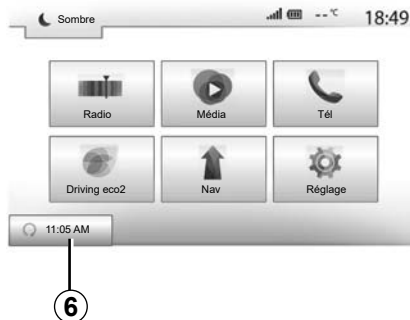 Sombre
--°C
18:49
Radio
Média
Tél
Driving eco2
Nav
Réglage
11:05 AM
6